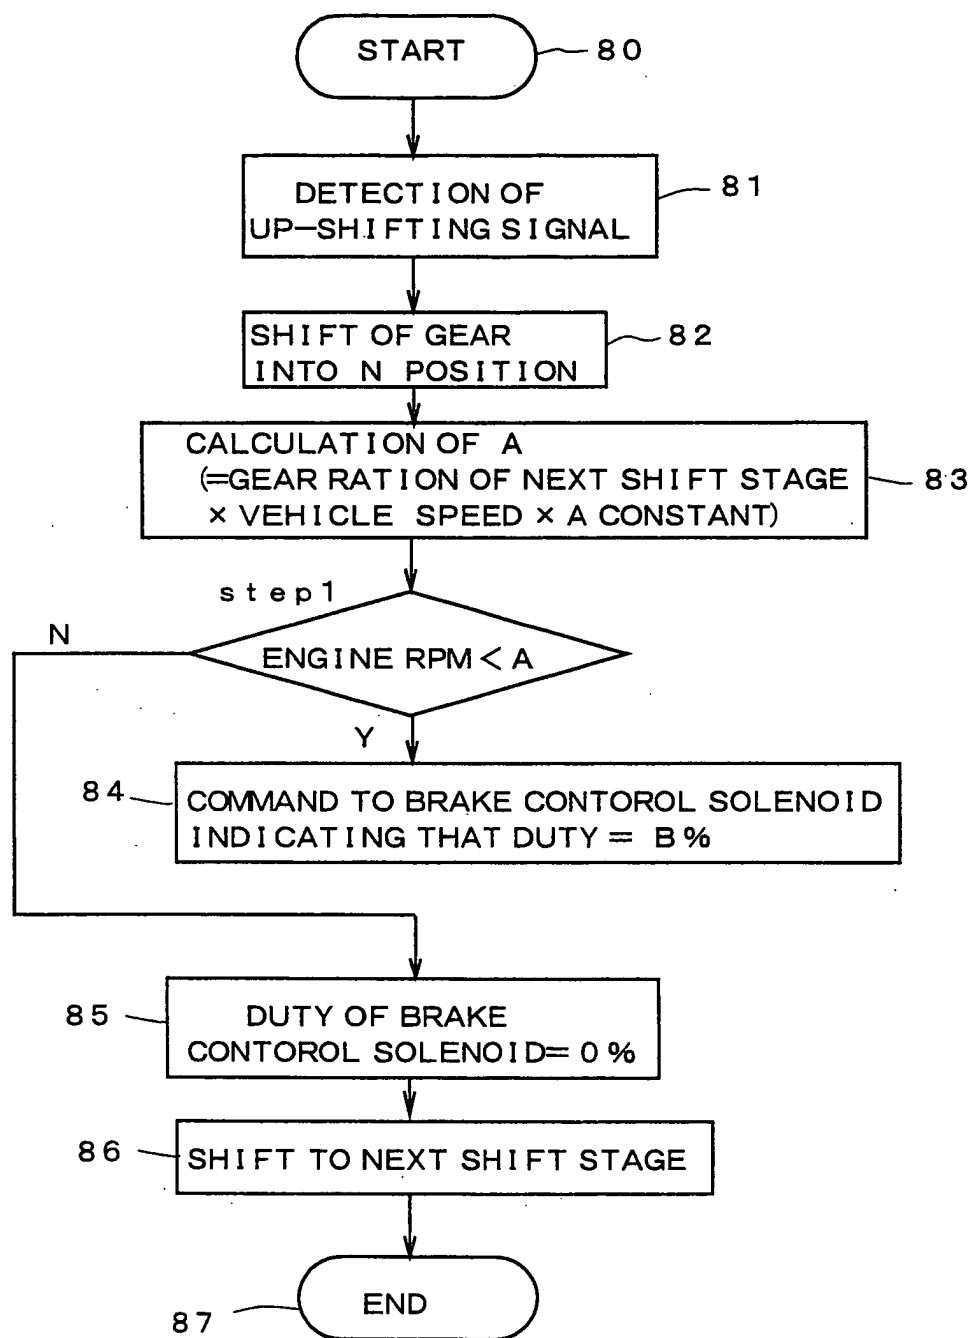 START
80
DETECTION OF
UP-SHIFTING SIGNAL
81
SHIFT OF GEAR
INTO N POSITION
82
CALCULATION OF A
(=GEAR RATION OF NEXT SHIFT STAGE
× VEHICLE SPEED × A CONSTANT)
83
step1
N
ENGINE RPM < A
Y
84
COMMAND TO BRAKE CONTOROL SOLENOID
INDICATING THAT DUTY = B%
85
DUTY OF BRAKE
CONTOROL SOLENOID= 0%
86
SHIFT TO NEXT SHIFT STAGE
END
87